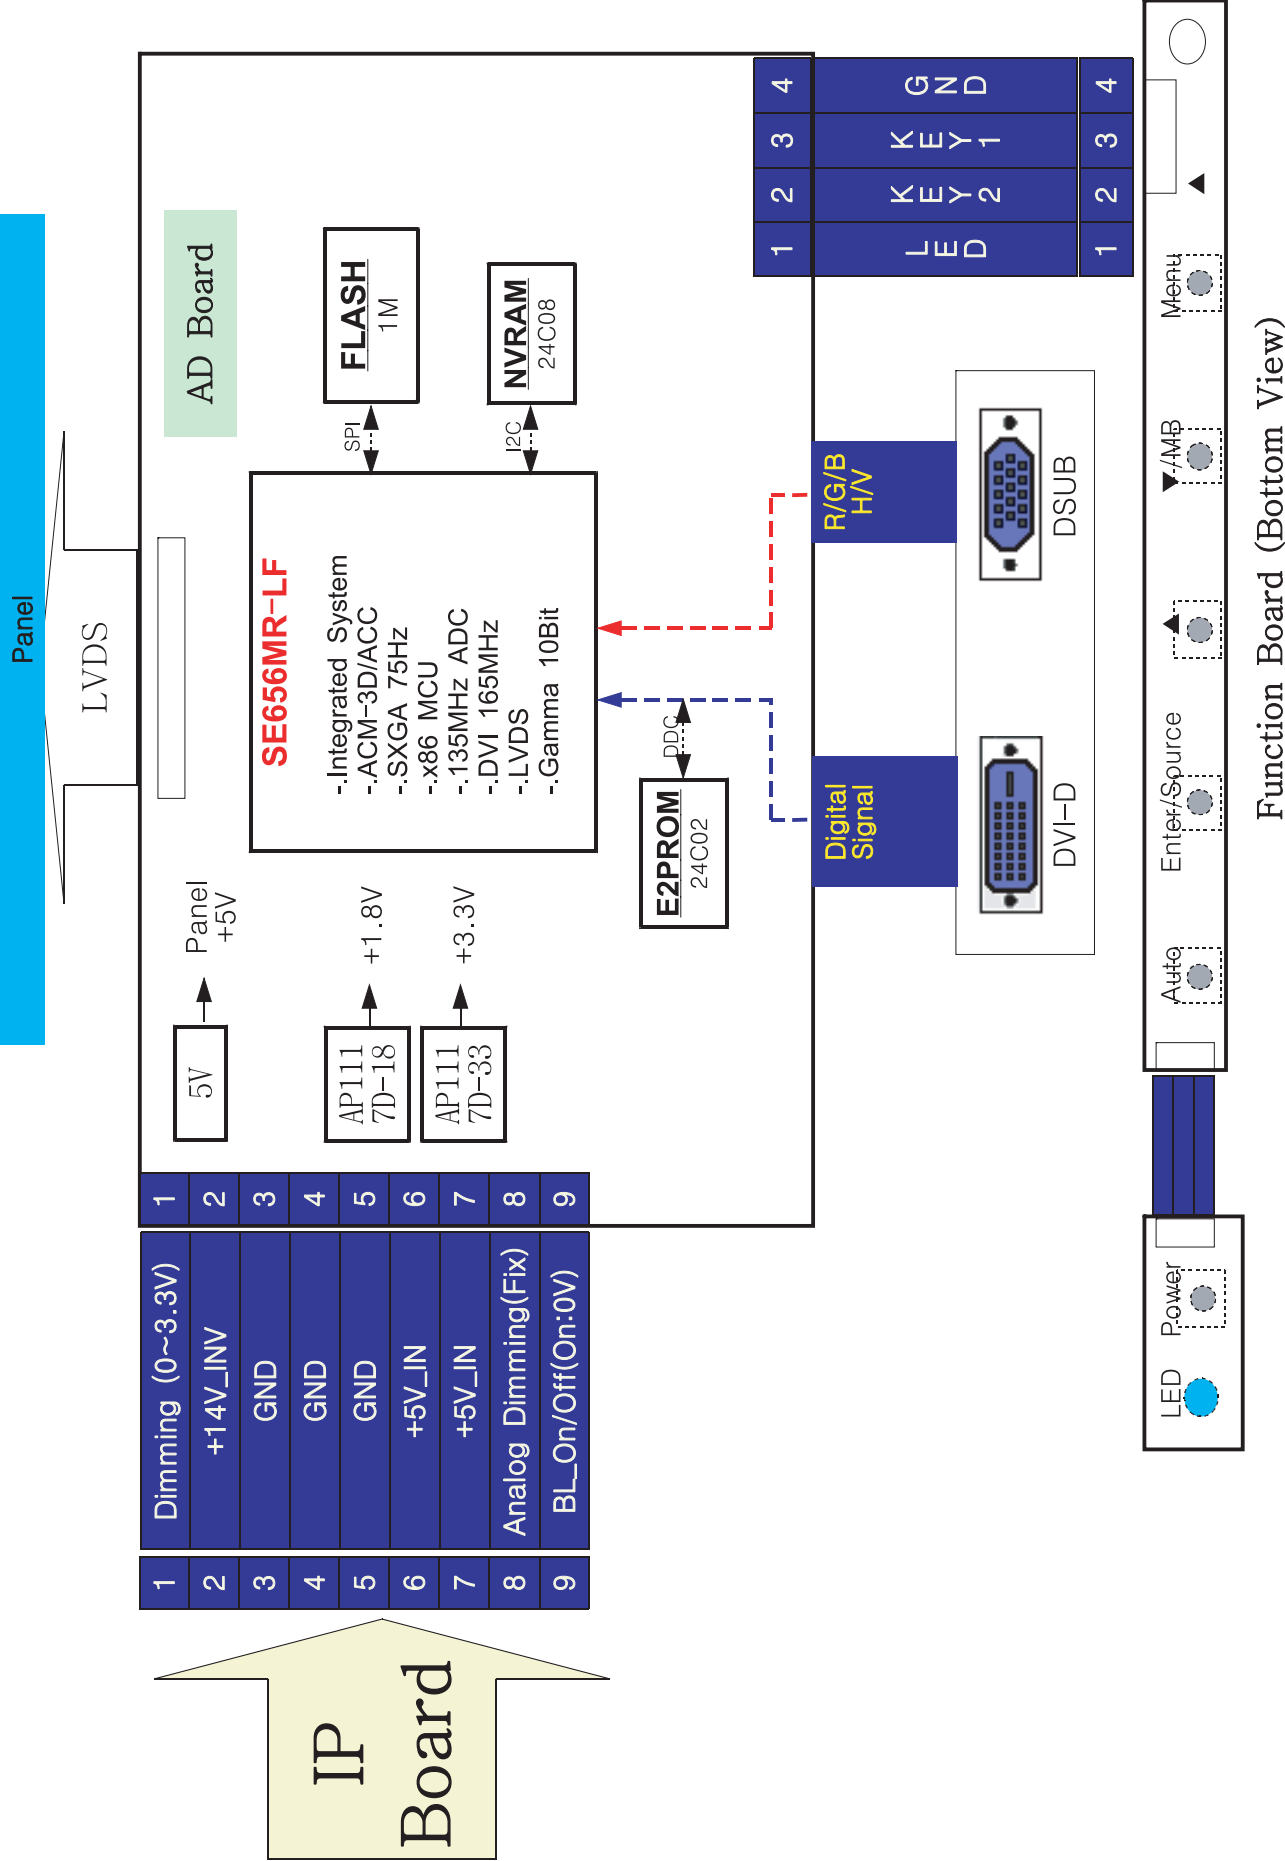 Panel
LVDS
AD Board
FLASH
1M
SPI
NVRAM
24C08
I2C
SE656MR-LF
-.Integrated System
-.ACM-3D/ACC
-.SXGA 75Hz
-.x86 MCU
-.135MHz ADC
-.DVI 165MHz
-.LVDS
-.Gamma 10Bit
5V
Panel
+5V
AP111
7D-18
+1.8V
AP111
7D-33
+3.3V
E2PROM
24C02
DDC
1 Dimming (0~3.3V) 1
2 +14V_INV 2
3 GND 3
4 GND 4
5 GND 5
6 +5V_IN 6
7 +5V_IN 7
8 Analog Dimming(Fix) 8
9 BL_On/Off(On:0V) 9
IP
Board
Digital
Signal
R/G/B
H/V
DVI-D
DSUB
4 GND 4
3 KEY1 3
2 KEY2 2
1 LED 1
LED
Power
Auto
Enter/Source
▲
▼/MB
Menu
▲
Function Board (Bottom View)